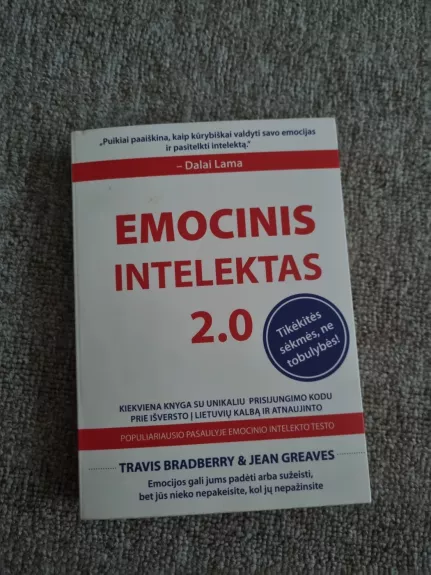 „Puikiai paaiškina, kaip kūrybiškai valdyti savo emocijas
ir pasitelkti intelektą.“
– Dalai Lama
EMOCINIS
INTELEKTAS
2.0
Tikėkitės
sėkmės, ne
tobulybės!
KIEKVIENA KNYGA SU UNIKALIU PRISIJUNGIMO KODU
PRIE IŠVERSTO Į LIETUVIŲ KALBĄ IR ATNAUJINTO
POPULIARIAUSIO PASAULYJE EMOCINIO INTELEKTO TESTO
TRAVIS BRADBERRY & JEAN GREAVES
Emocijos gali jums padėti arba sužeisti,
bet jūs nieko nepakeisite, kol jų nepažinsite